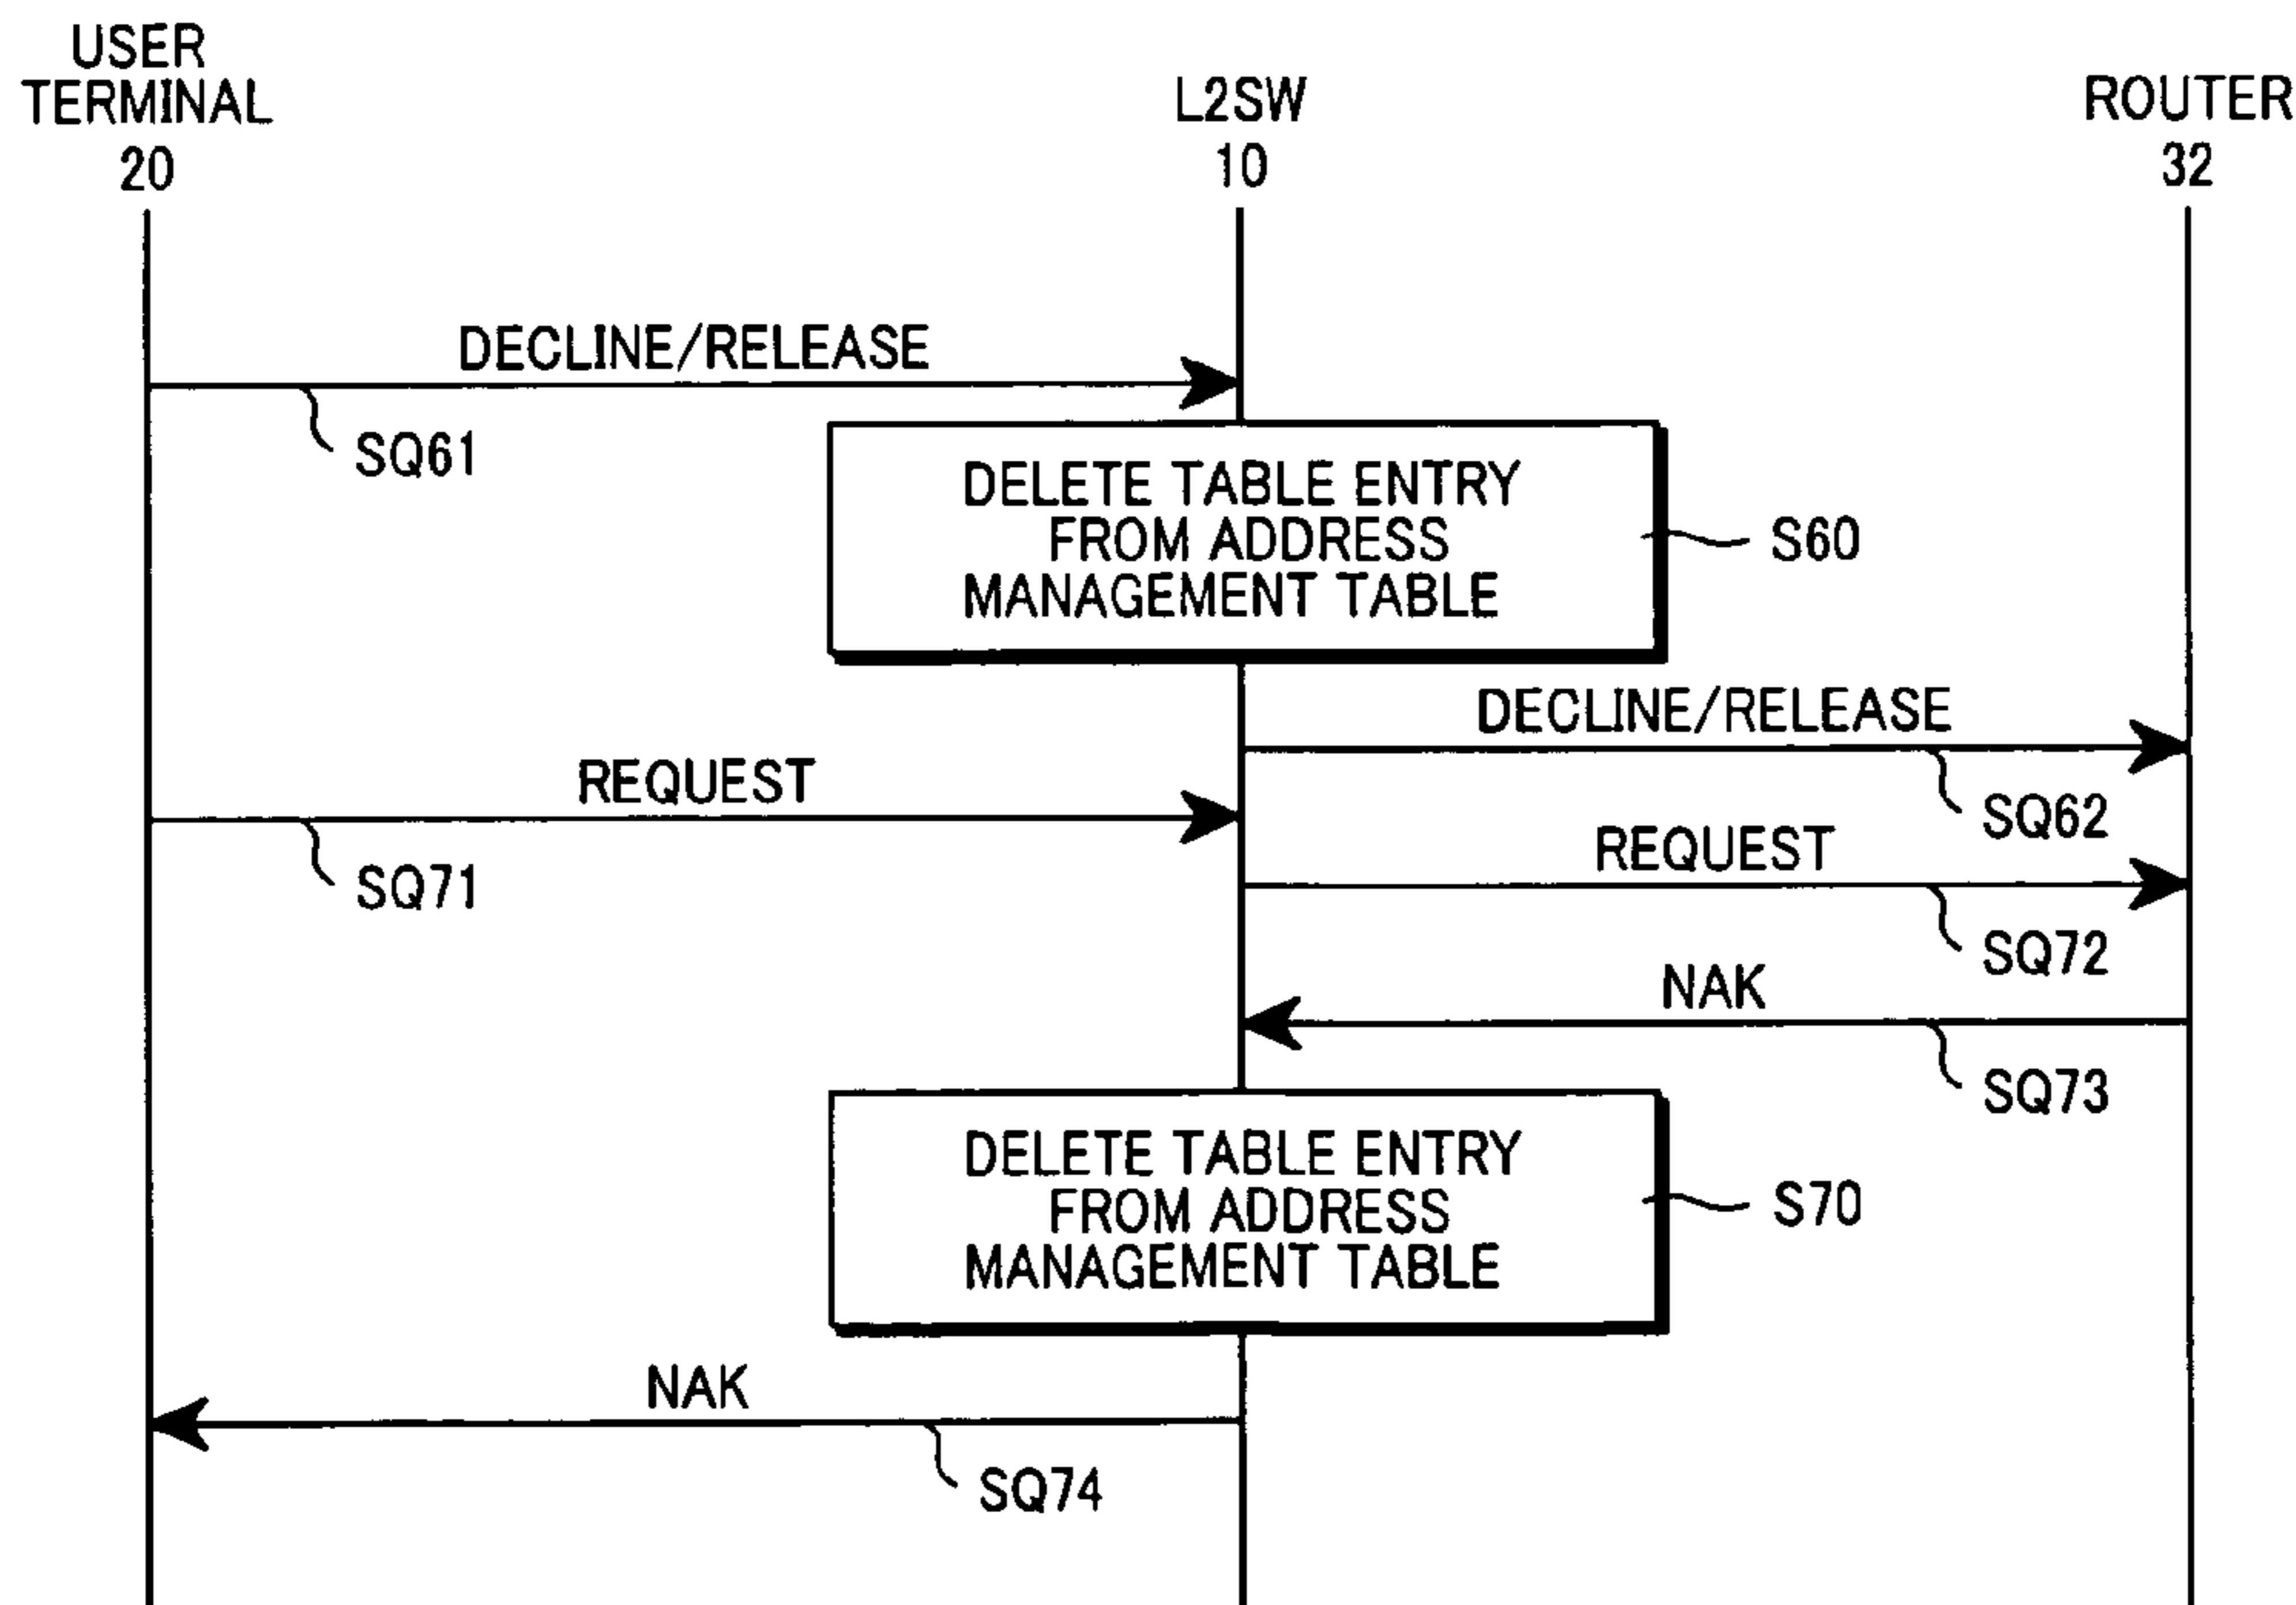 USER
TERMINAL
20
L2SW
10
ROUTER
32
DECLINE/RELEASE
SQ61
DELETE TABLE ENTRY
FROM ADDRESS
MANAGEMENT TABLE
S60
DECLINE/RELEASE
SQ62
REQUEST
SQ71
REQUEST
SQ72
NAK
SQ73
DELETE TABLE ENTRY
FROM ADDRESS
MANAGEMENT TABLE
S70
NAK
SQ74